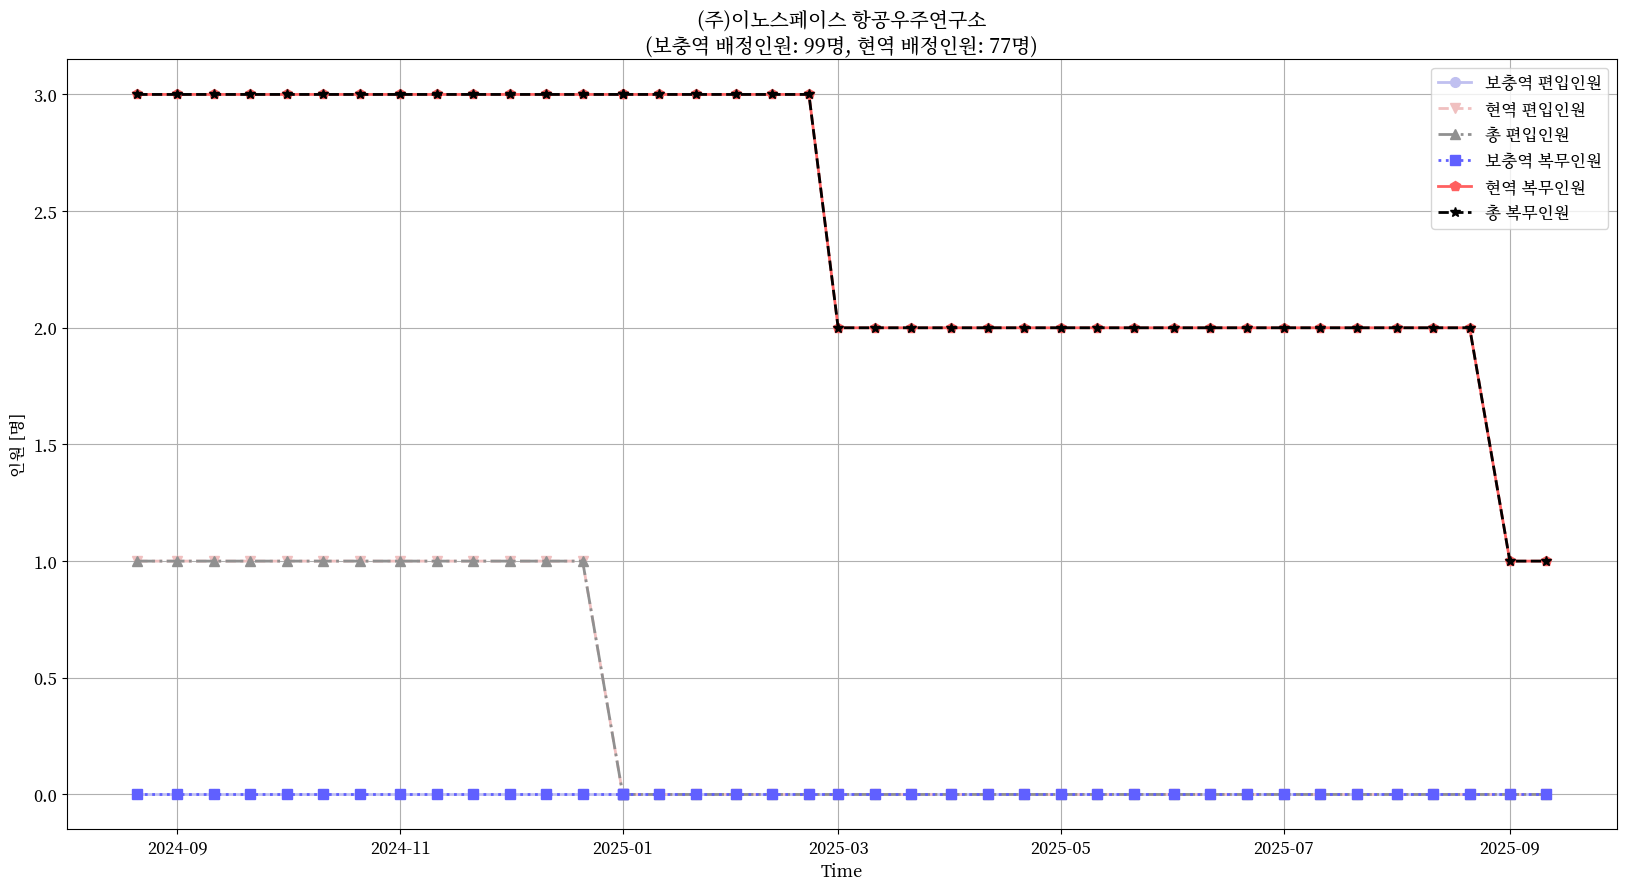 (주)이노스페이스 항공우주연구소
(보충역 배정인원: 99명, 현역 배정인원: 77명)
보충역 편입인원
현역 편입인원
총 편입인원
보충역 복무인원
현역 복무인원
총 복무인원
인원 [명]
3.0
2.5
2.0
1.5
1.0
0.5
0.0
2024-09
2024-11
2025-01
2025-03
2025-05
2025-07
2025-09
Time